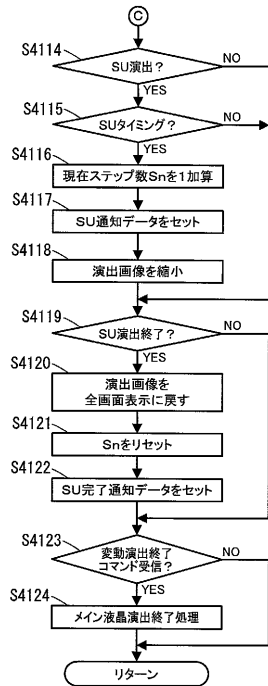 C
S4114
SU演出？
NO
YES
S4115
SUタイミング？
NO
YES
S4116
現在ステップ数Snを1加算
S4117
SU通知データをセット
S4118
演出画像を縮小
S4119
SU演出終了？
NO
YES
S4120
演出画像を
全画面表示に戻す
S4121
Snをリセット
S4122
SU完了通知データをセット
S4123
変動演出終了
コマンド受信？
NO
YES
S4124
メイン液晶演出終了処理
リターン